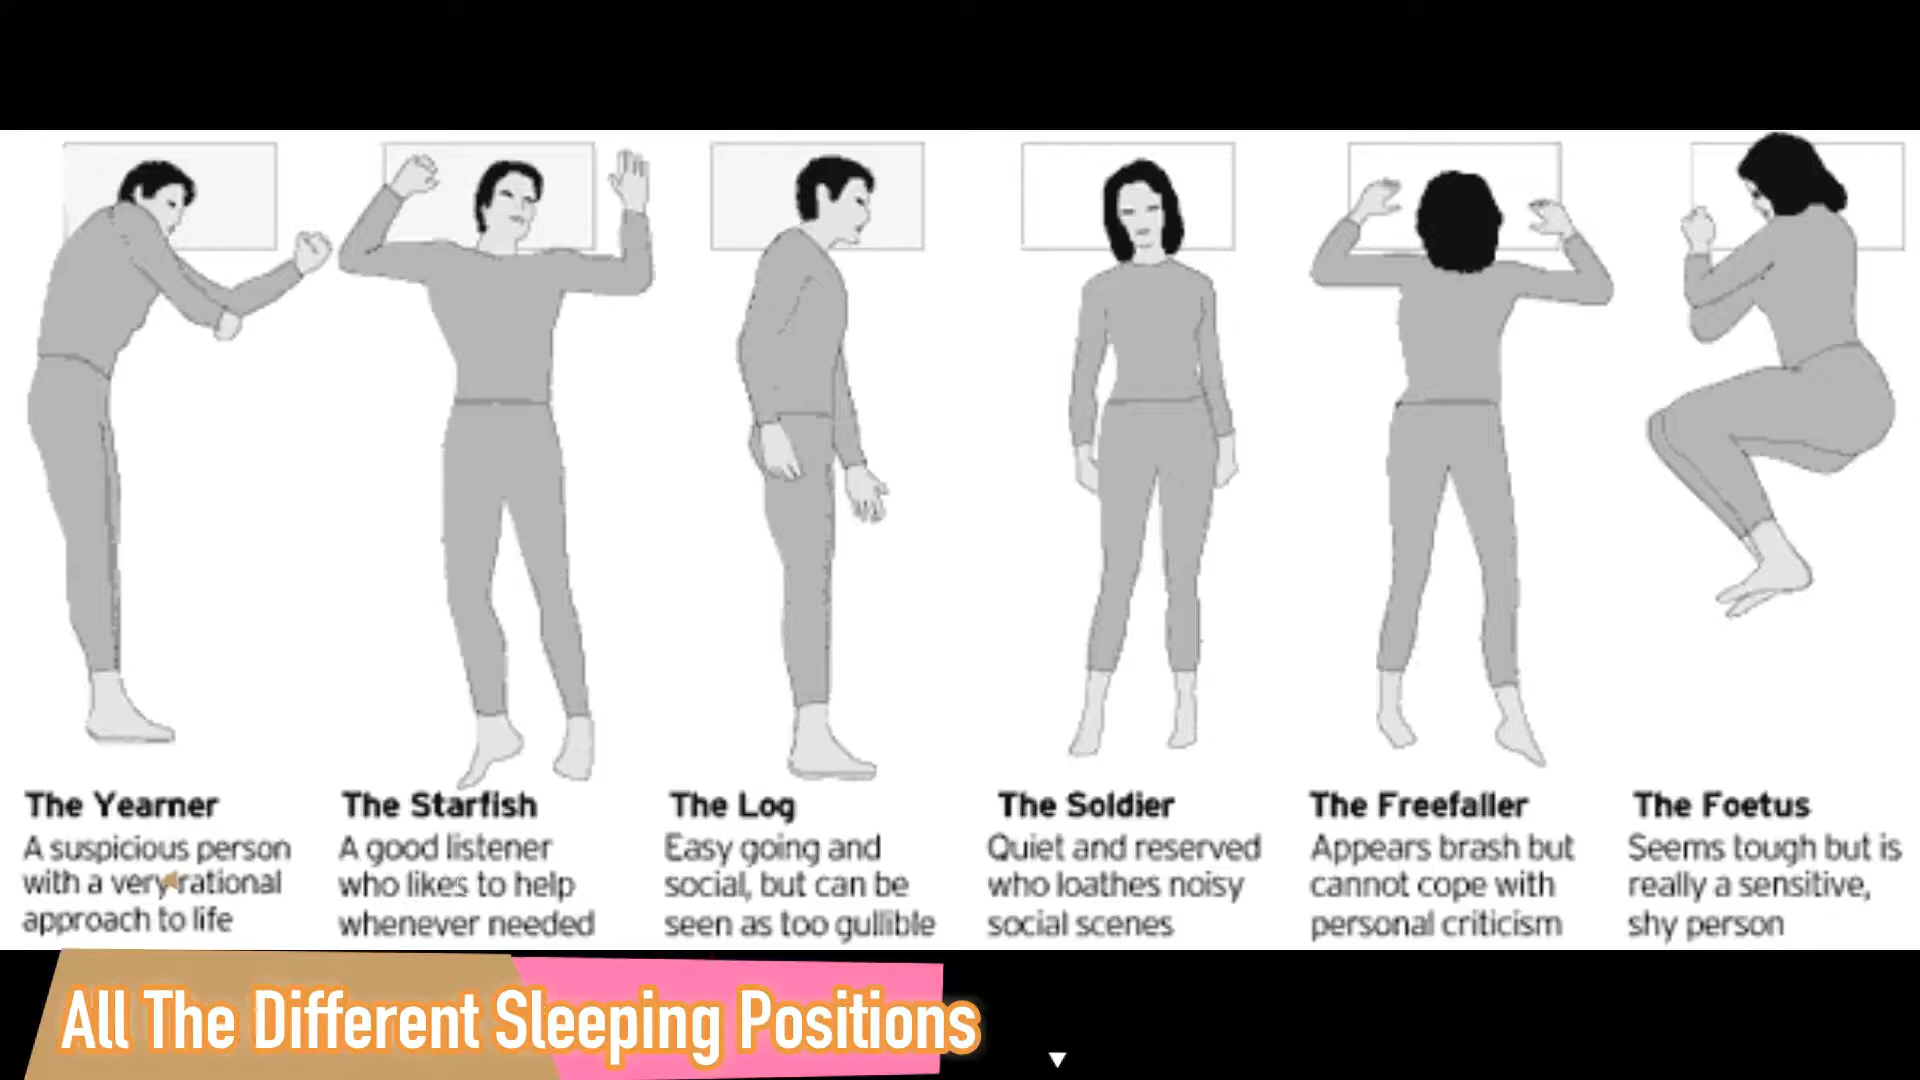 The Yearner
A suspicious person
with a very rational
approach to life
The Starfish
A good listener
who likes to help
whenever needed
The Log
Easy going and
social, but can be
seen as too gullible
The Soldier
Quiet and reserved
who loathes noisy
social scenes
The Freefaller
Appears brash but
cannot cope with
personal criticism
The Foetus
Seems tough but is
really a sensitive,
shy person
All The Different Sleeping Positions